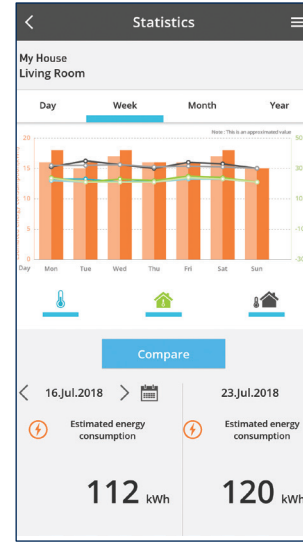 Statistics
My House
Living Room
Day Week Month Year
Note : This is an approximated value
20 50
15 30
10 10
5 -10
0 -30
Day Mon Tue Wed Thu Fri Sat Sun
Compare
16.Jul.2018 23.Jul.2018
Estimated energy Estimated energy
consumption consumption
112 kWh 120 kWh